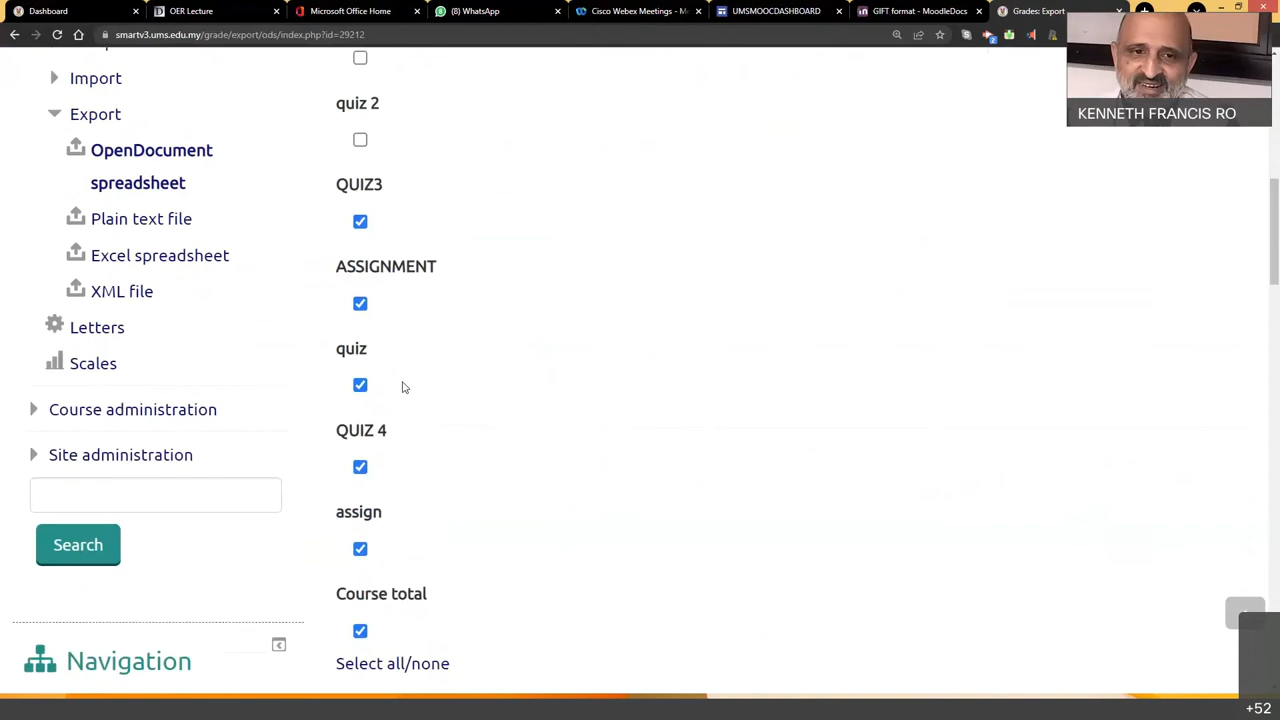 Dashboard
OER Lecture
Microsoft Office Home
(8) WhatsApp
Cisco Webex Meetings - M
UMSMOOCDASHBOARD
GIFT format - MoodleDocs
Grades: Export
smartv3.ums.edu.my/grade/export/ods/index.php?id=29212
KENNETH FRANCIS RO
Import
Export
OpenDocument
spreadsheet
Plain text file
Excel spreadsheet
XML file
Letters
Scales
Course administration
Site administration
Search
Navigation
quiz 2
QUIZ3
ASSIGNMENT
quiz
QUIZ 4
assign
Course total
Select all/none
+52